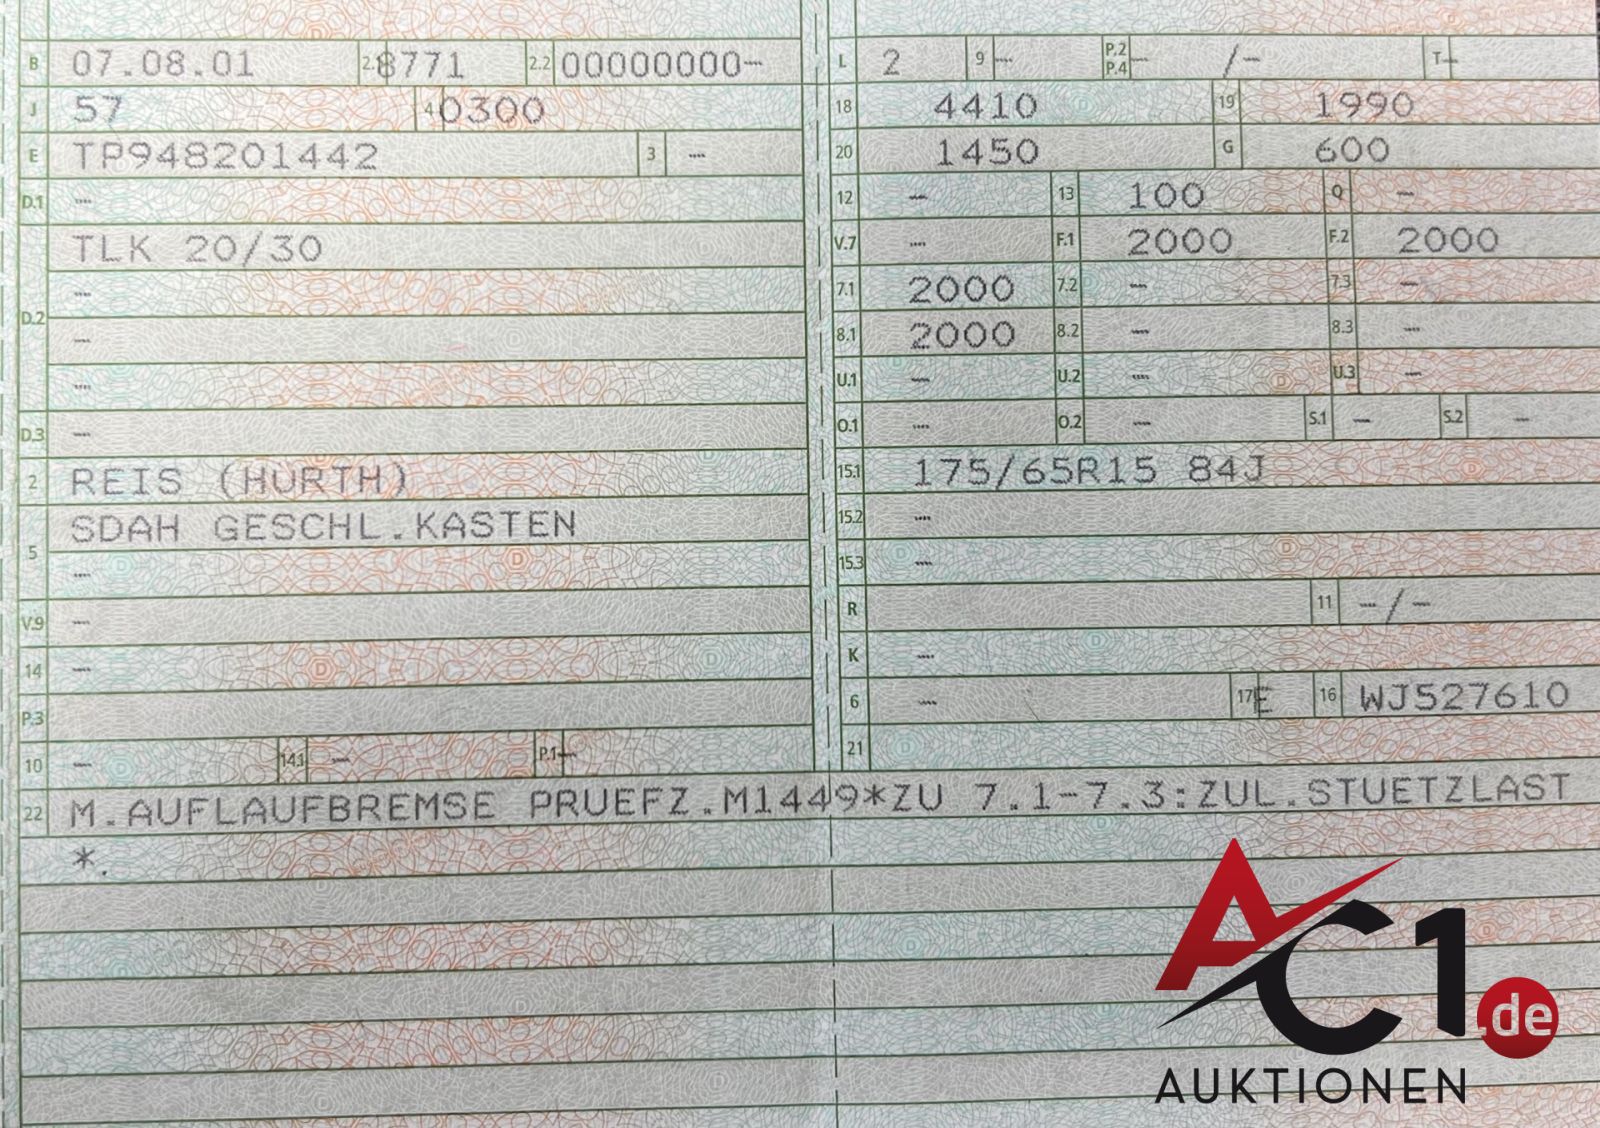 B 07.08.01 2.1 8771 2.2 00000000—
J 57 4 0300
E TP948201442 3 —
D.1 —
TLK 20/30
—
D.2
—
—
D.3 —
2 REIS (HURTH)
SDAH GESCHL.KASTEN
5
—
V.9 —
14 —
P.3
10 — 14.1 — P.1 —
L 2 9 — P.2 P.4 — /— T —
18 4410 19 1990
20 1450 G 600
12 — 13 100 Q —
V.7 — F.1 2000 F.2 2000
7.1 2000 7.2 — 7.3 —
8.1 2000 8.2 — 8.3 —
U.1 — U.2 — U.3 —
O.1 — O.2 — S.1 — S.2 —
15.1 175/65R15 84J
15.2 —
15.3 —
R 11 —/—
K —
6 — 17 E 16 WJ527610
21
22 M.AUFLAUFBREMSE PRUEFZ.M1449*ZU 7.1-7.3:ZUL.STUETZLAST
*.
AC1.de
AUKTIONEN